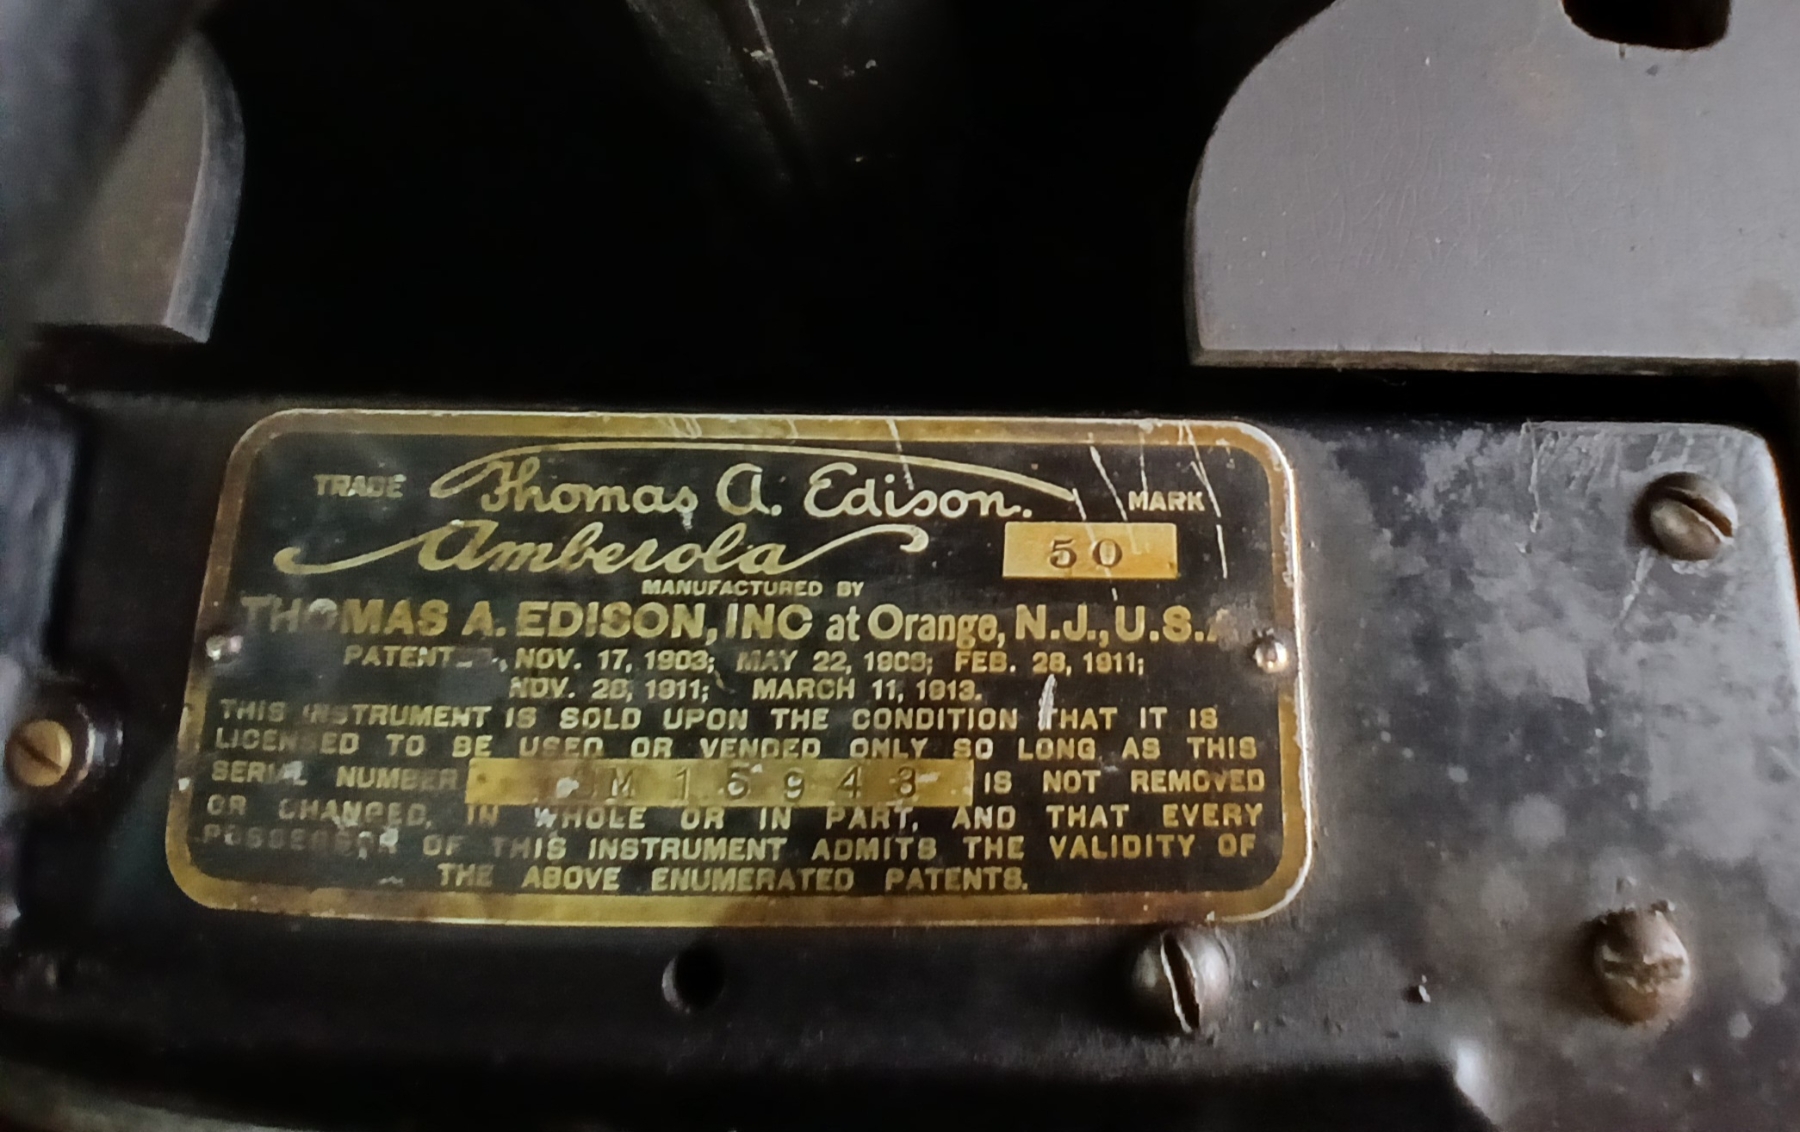 TRADE Thomas A. Edison. MARK
Amberola 50
MANUFACTURED BY
THOMAS A. EDISON, INC at Orange, N.J., U.S.A
NOV. 17, 1903; MAY 22, 1906; FEB. 28, 1911;
NOV. 28, 1911; MARCH 11, 1913.
THIS INSTRUMENT IS SOLD UPON THE CONDITION THAT IT IS
LICENSED TO BE USED OR VENDED ONLY SO LONG AS THIS
SERIAL NUMBER M 15943 IS NOT REMOVED
OR CHANGED, IN WHOLE OR IN PART, AND THAT EVERY
POSSESSOR OF THIS INSTRUMENT ADMITS THE VALIDITY OF
THE ABOVE ENUMERATED PATENTS.